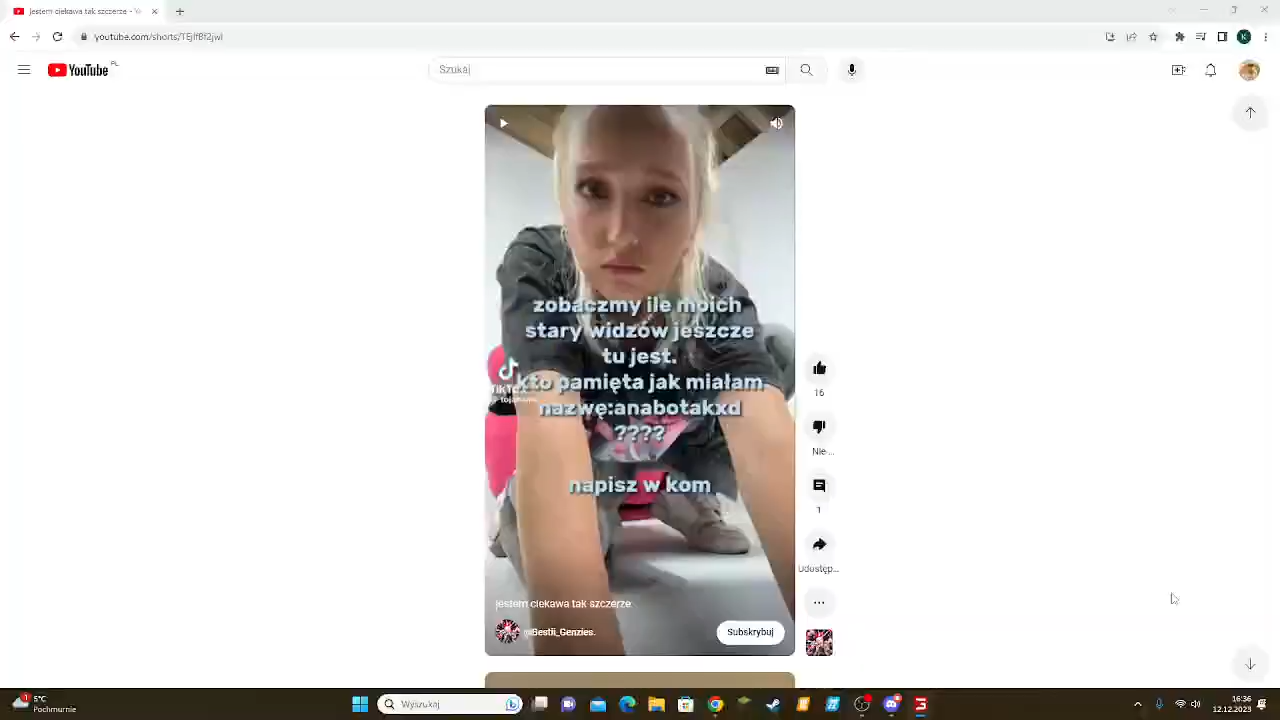 jestem ciekawa tak szczerze - Yo
youtube.com/shorts/
YouTube PL
Szukaj
zobaczmy ile moich
stary widzów jeszcze
tu jest.
kto pamięta jak miałam
nazwę:anabotakxd
????
napisz w kom
TikTok
16
Nie...
1
Udostęp...
jestem ciekawa tak szczerze
@Bestii_Genzies.
Subskrybuj
5°C
Pochmurnie
Wyszukaj
16:36
12.12.2023